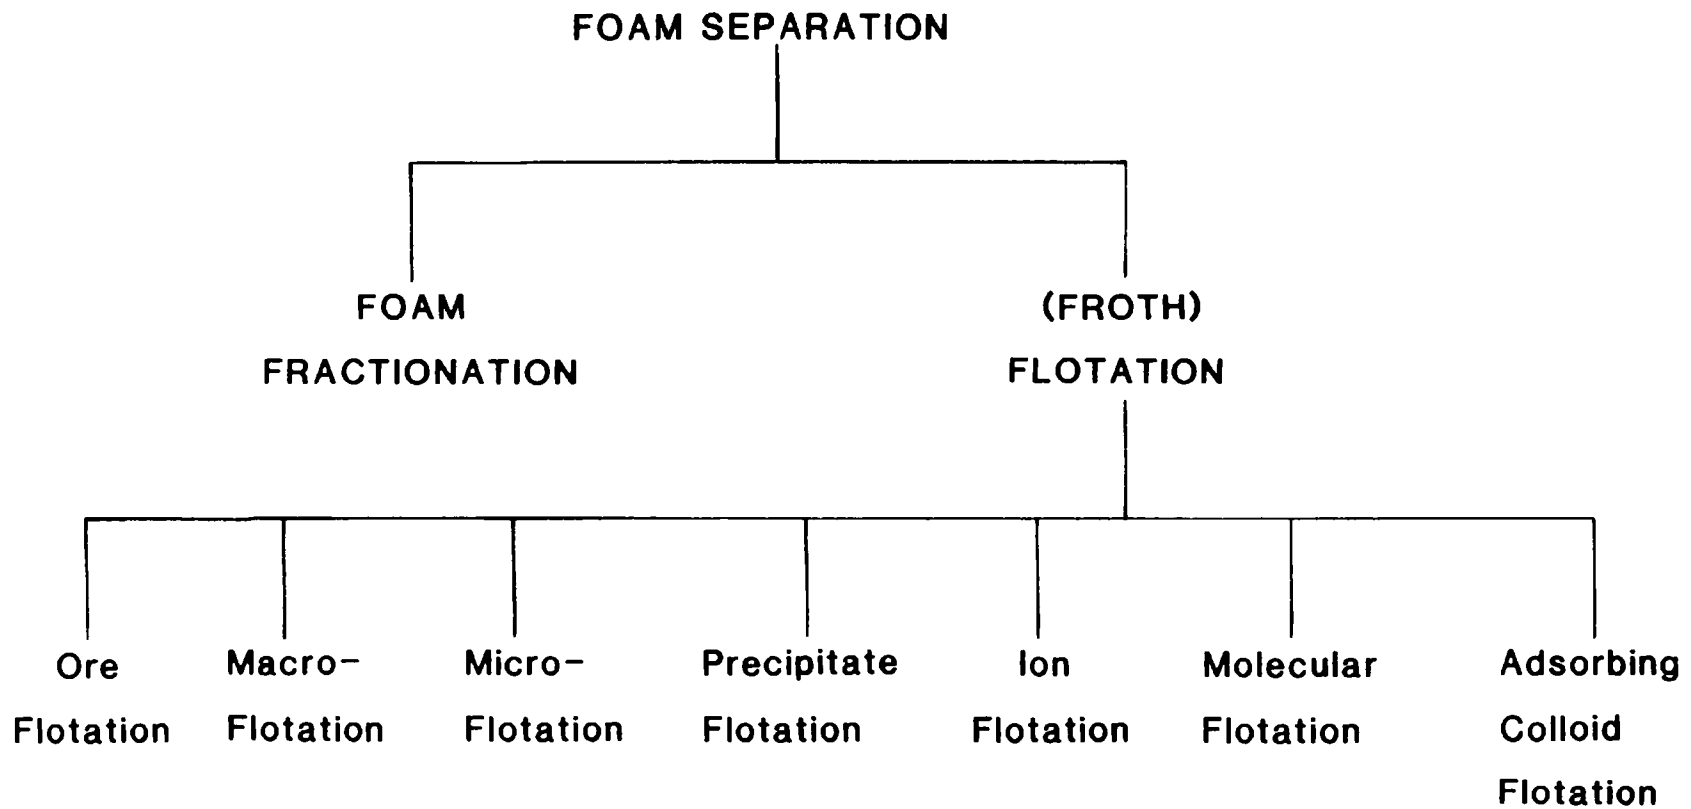 FOAM SEPARATION
FOAM
FRACTIONATION
(FROTH)
FLOTATION
Ore
Flotation
Macro-
Flotation
Micro-
Flotation
Precipitate
Flotation
Ion
Flotation
Molecular
Flotation
Adsorbing
Colloid
Flotation